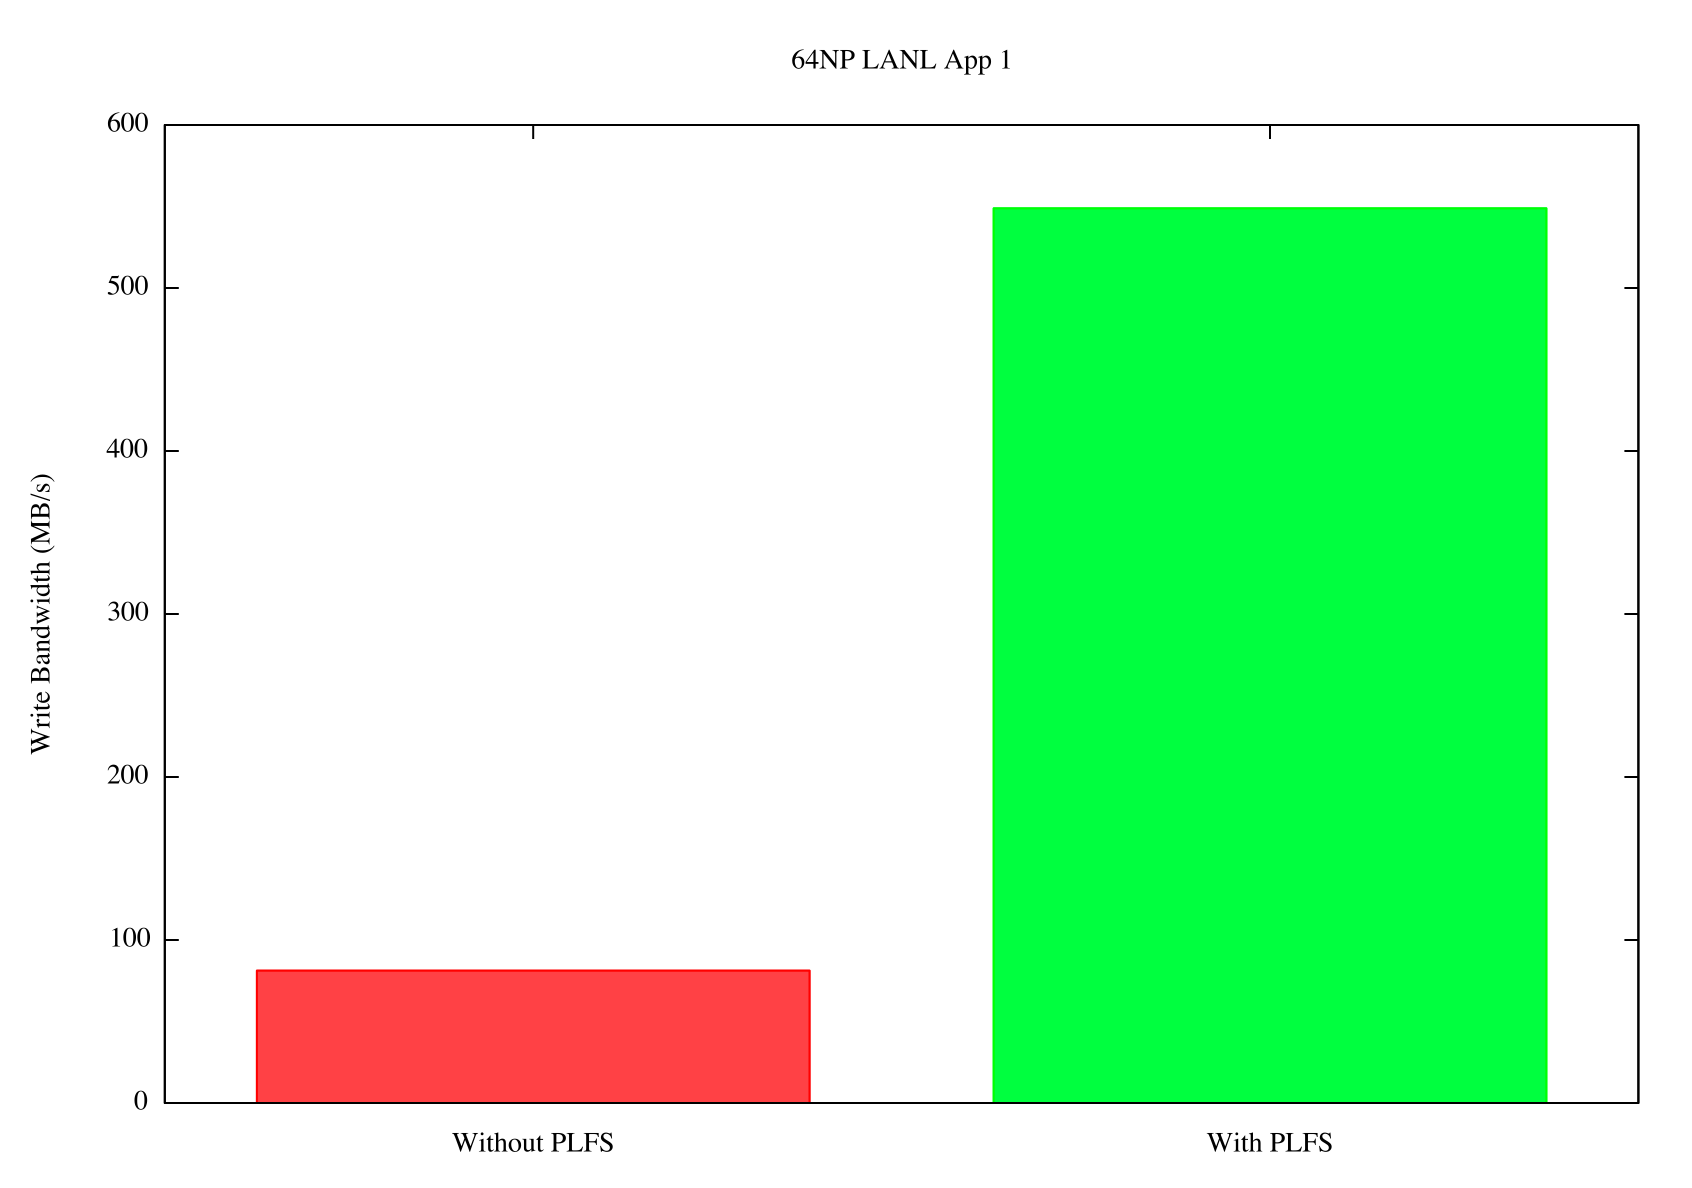 64NP LANL App 1
600
500
400
300
200
100
0
Write Bandwidth (MB/s)
Without PLFS
With PLFS